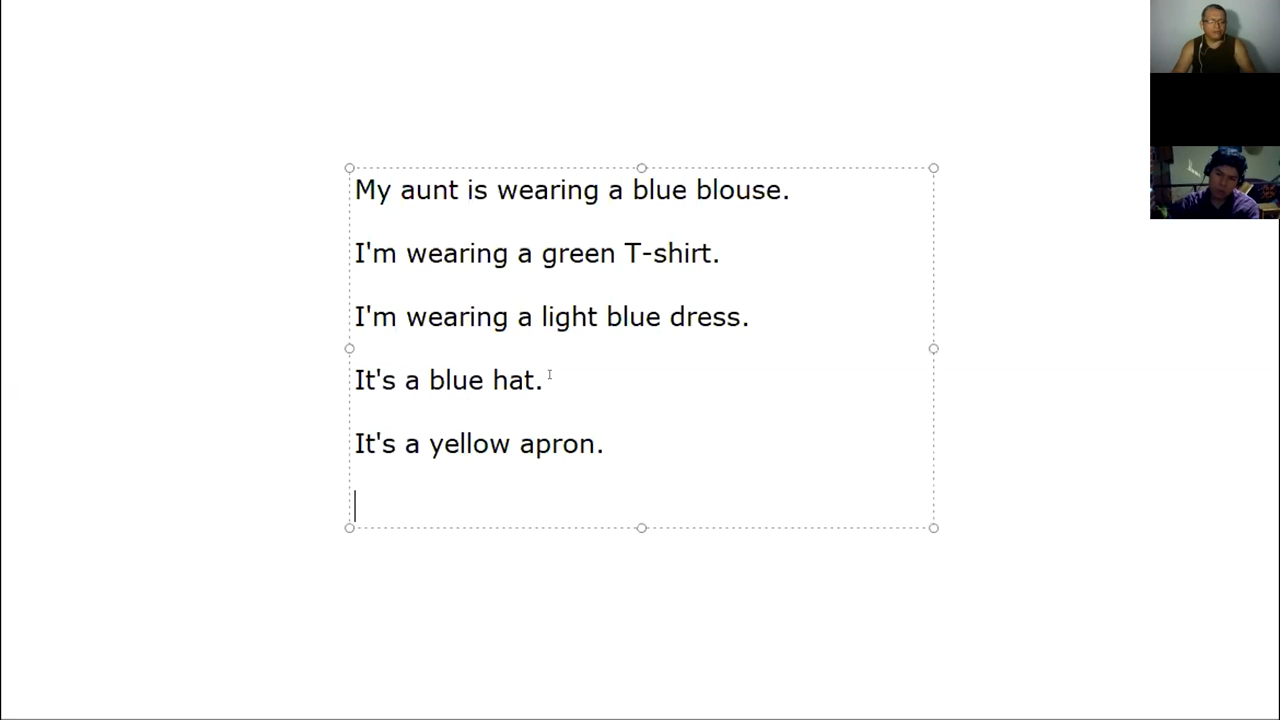 My aunt is wearing a blue blouse.
I'm wearing a green T-shirt.
I'm wearing a light blue dress.
It's a blue hat.
It's a yellow apron.